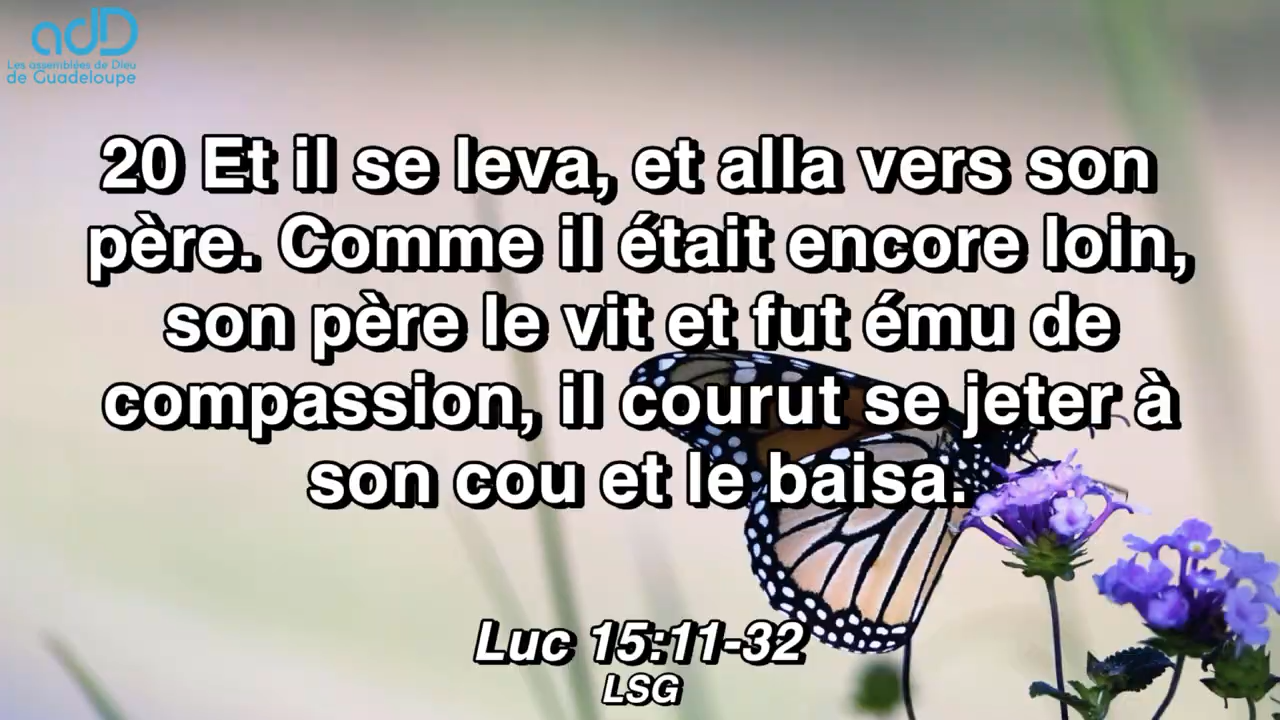 adD
Les assemblées de Dieu
de Guadeloupe
20 Et il se leva, et alla vers son
père. Comme il était encore loin,
son père le vit et fut ému de
compassion, il courut se jeter à
son cou et le baisa.
Luc 15:11-32
LSG